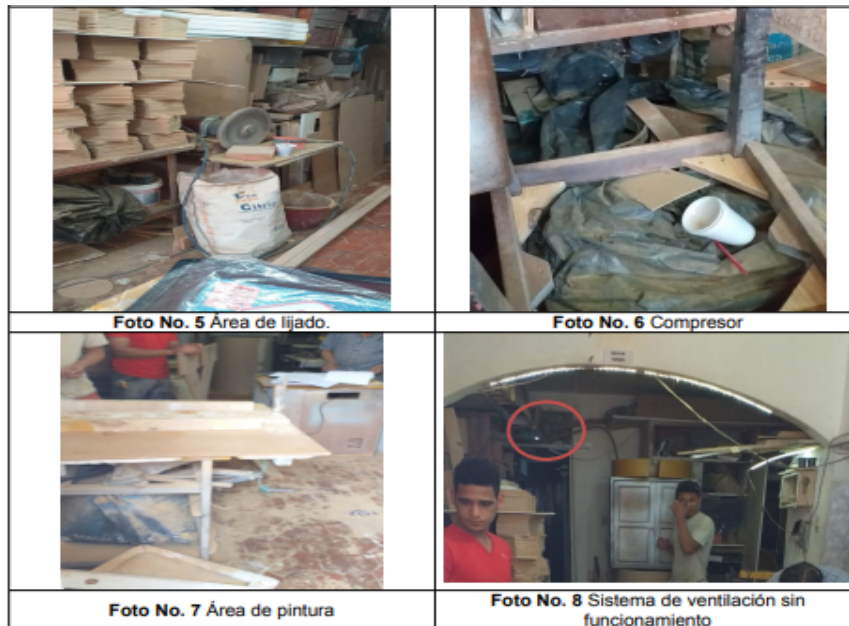 Foto No. 5 Área de lijado.
Foto No. 6 Compresor
Foto No. 7 Área de pintura
Foto No. 8 Sistema de ventilación sin
funcionamiento